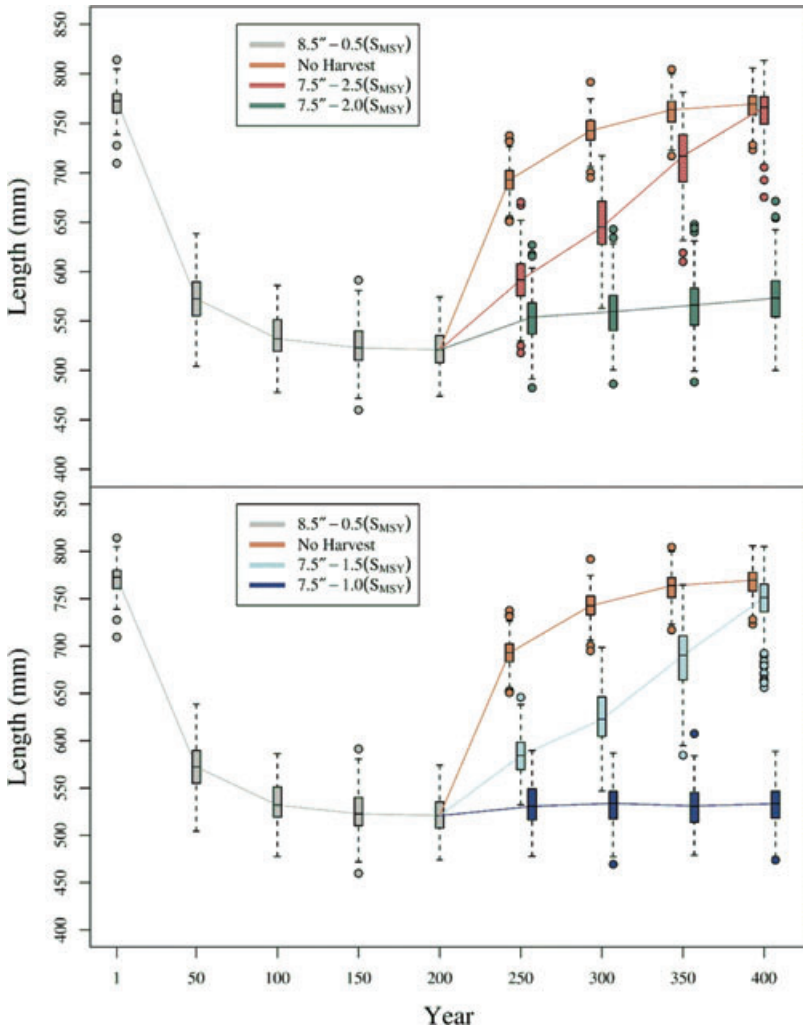 850
800
750
700
650
600
550
500
450
400
Length (mm)
8.5″−0.5(SMSY)
No Harvest
7.5″−2.5(SMSY)
7.5″−2.0(SMSY)
850
800
750
700
650
600
550
500
450
400
Length (mm)
8.5″−0.5(SMSY)
No Harvest
7.5″−1.5(SMSY)
7.5″−1.0(SMSY)
1 50 100 150 200 250 300 350 400
Year